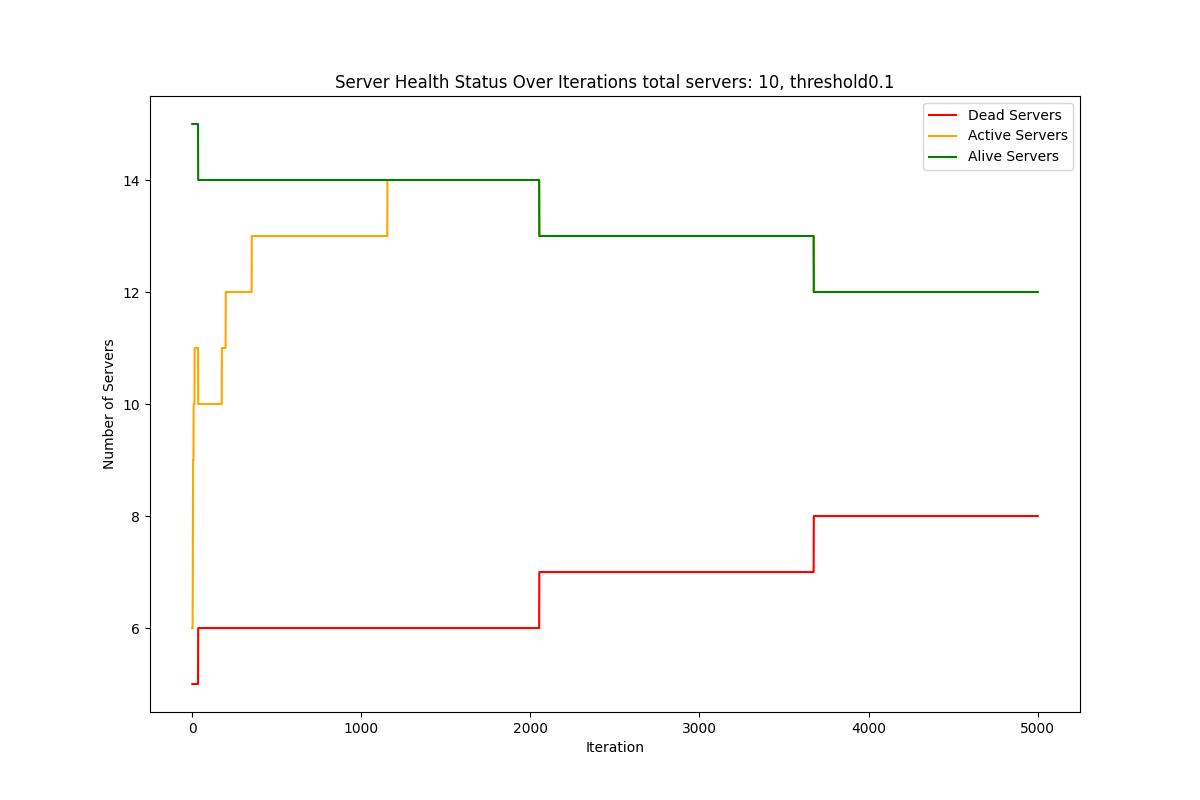 Server Health Status Over Iterations total servers: 10, threshold0.1
Dead Servers
Active Servers
Alive Servers
14
12
10
8
6
Number of Servers
0 1000 2000 3000 4000 5000
Iteration